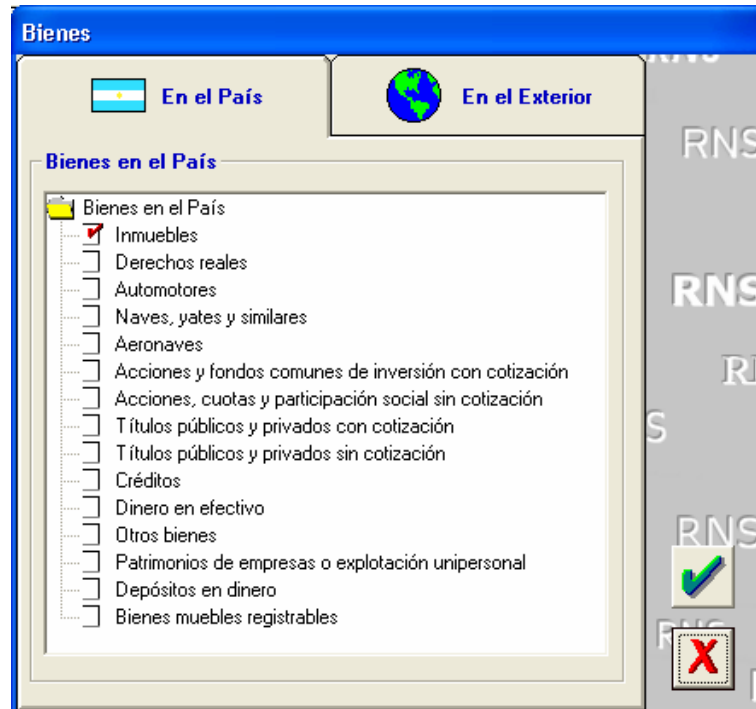 Bienes
En el País
En el Exterior
Bienes en el País
Bienes en el País
Inmuebles
Derechos reales
Automotores
Naves, yates y similares
Aeronaves
Acciones y fondos comunes de inversión con cotización
Acciones, cuotas y participación social sin cotización
Títulos públicos y privados con cotización
Títulos públicos y privados sin cotización
Créditos
Dinero en efectivo
Otros bienes
Patrimonios de empresas o explotación unipersonal
Depósitos en dinero
Bienes muebles registrables
RNS
RNS
RNS